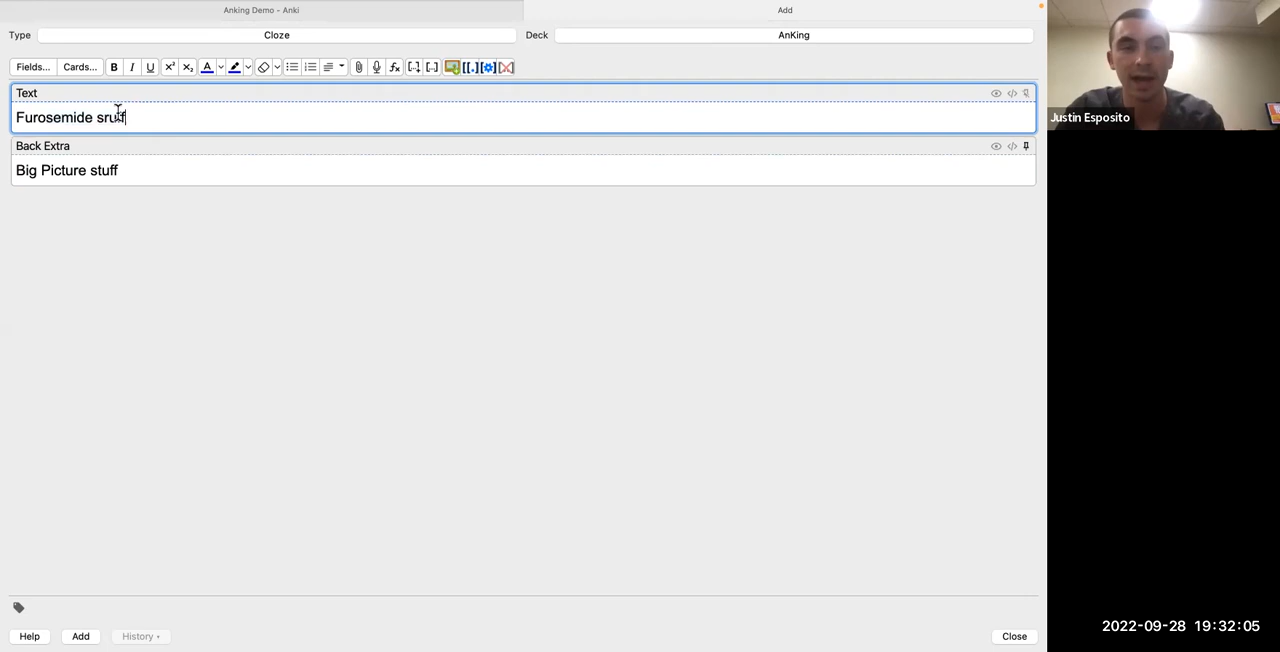 Anking Demo - Anki
Add
Type
Cloze
Deck
AnKing
Fields...
Cards...
Text
Furosemide sruff
Back Extra
Big Picture stuff
Justin Esposito
2022-09-28 19:32:05
Help
Add
History
Close